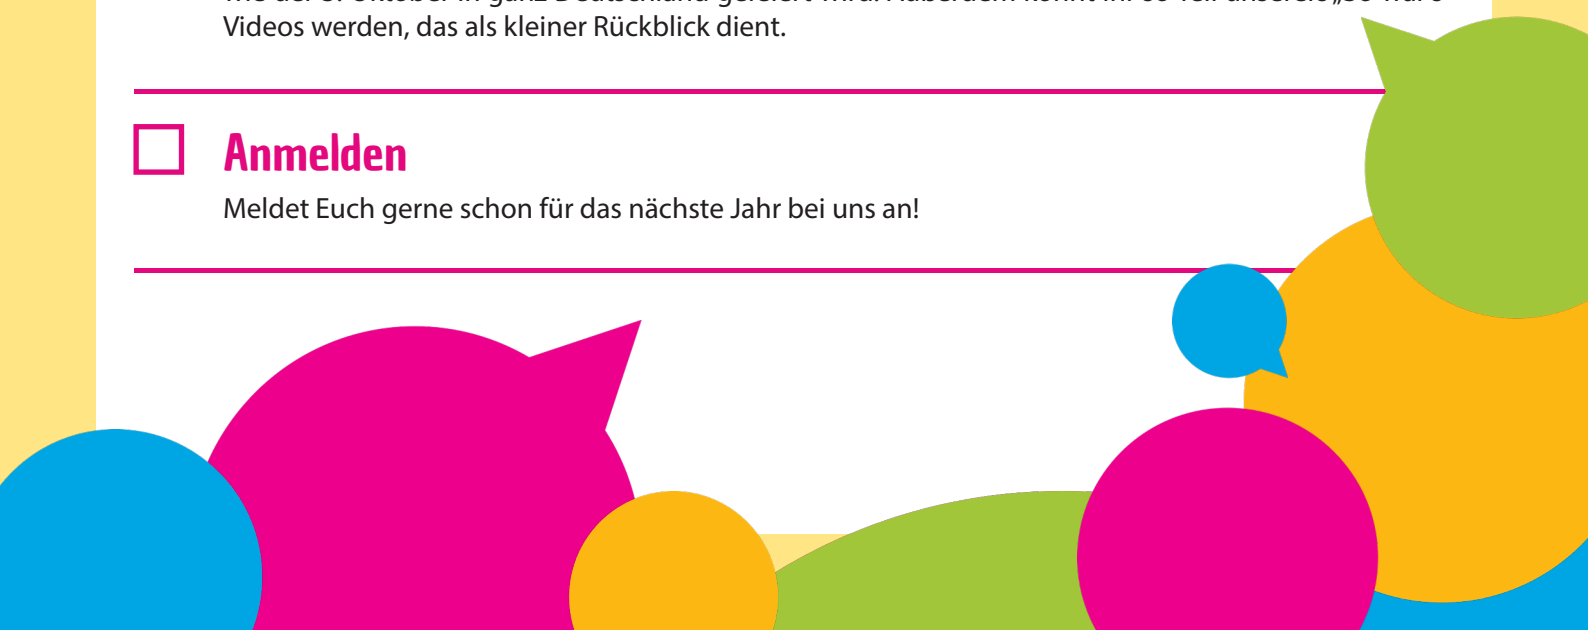 Videos werden, das als kleiner Rückblick dient.
Anmelden
Meldet Euch gerne schon für das nächste Jahr bei uns an!